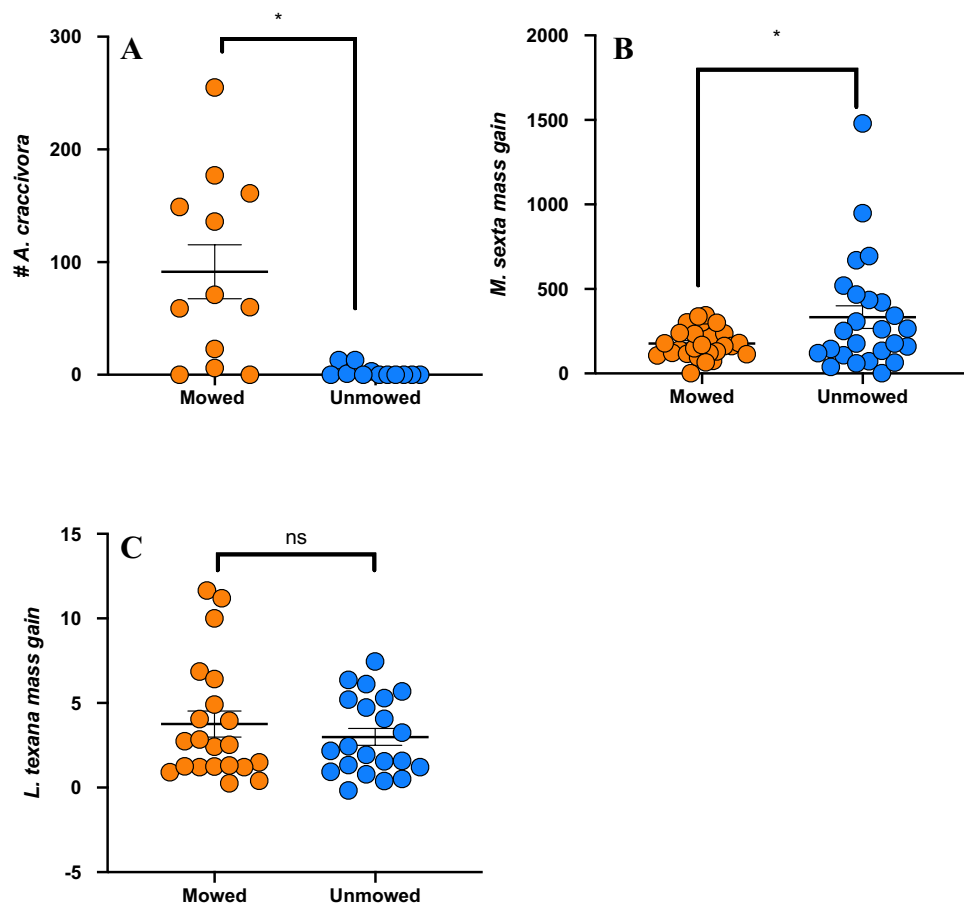 A
*
300
200
100
0
# A. craccivora
Mowed Unmowed
B
*
2000
1500
1000
500
0
M. sexta mass gain
Mowed Unmowed
C
ns
15
10
5
0
-5
L. texana mass gain
Mowed Unmowed